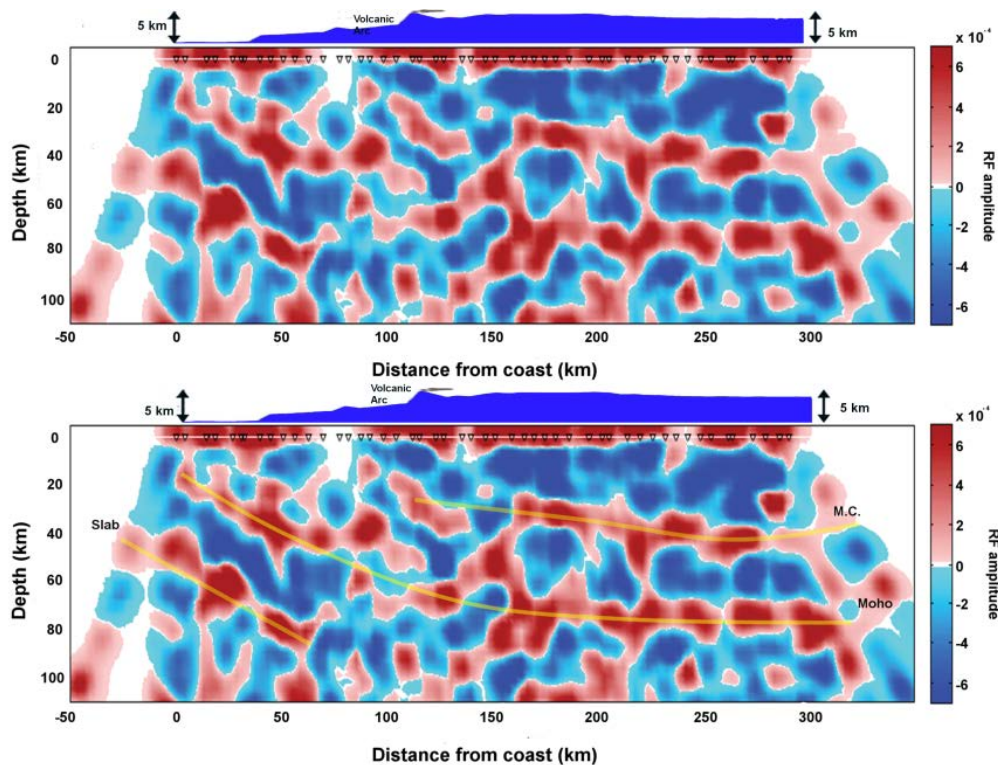 Volcanic
Arc
5 km
5 km
x 10⁻⁴
0
20
40
60
80
100
Depth (km)
6
4
2
0
-2
-4
-6
RF amplitude
-50
0
50
100
150
200
250
300
Distance from coast (km)
Volcanic
Arc
5 km
5 km
x 10⁻⁴
0
20
40
60
80
100
Depth (km)
Slab
M.C.
Moho
6
4
2
0
-2
-4
-6
RF amplitude
-50
0
50
100
150
200
250
300
Distance from coast (km)